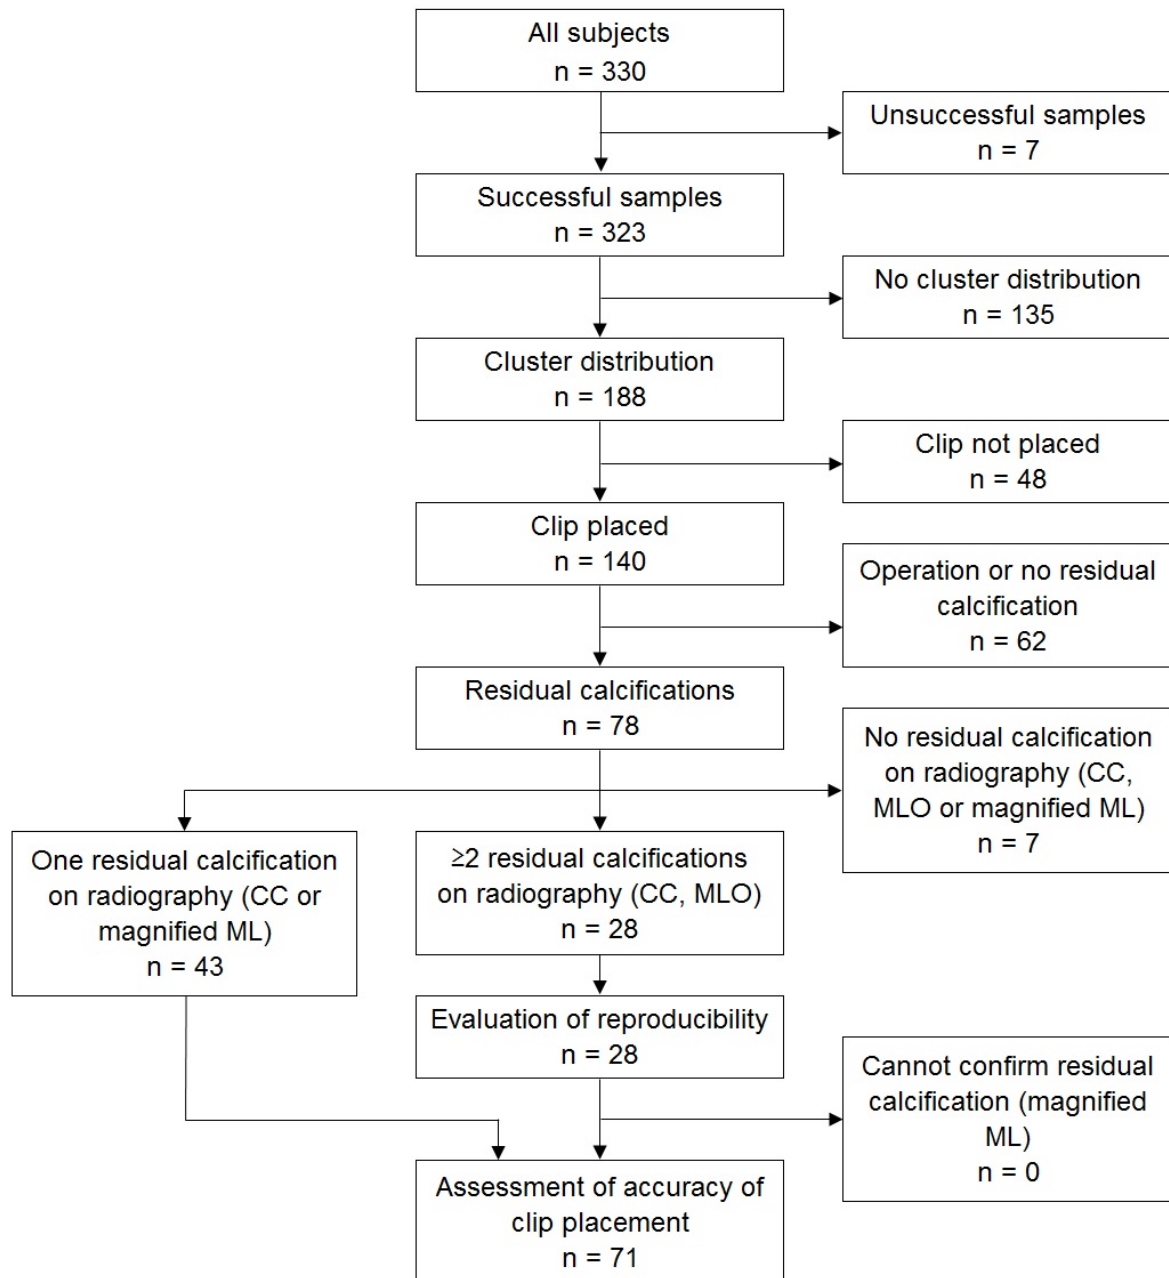 All subjects
n = 330
Unsuccessful samples
n = 7
Successful samples
n = 323
No cluster distribution
n = 135
Cluster distribution
n = 188
Clip not placed
n = 48
Clip placed
n = 140
Operation or no residual
calcification
n = 62
Residual calcifications
n = 78
No residual calcification
on radiography (CC,
MLO or magnified ML)
n = 7
One residual calcification
on radiography (CC or
magnified ML)
n = 43
≥2 residual calcifications
on radiography (CC, MLO)
n = 28
Evaluation of reproducibility
n = 28
Cannot confirm residual
calcification (magnified
ML)
n = 0
Assessment of accuracy of
clip placement
n = 71